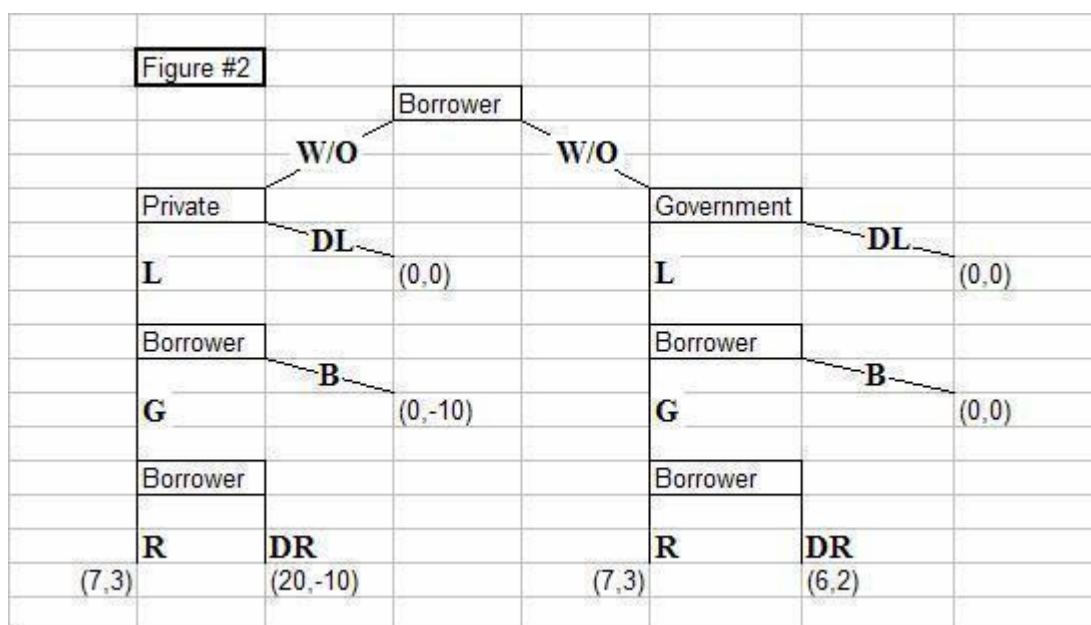 Figure #2
Borrower
W/O W/O
Private Government
DL DL
L (0,0) L (0,0)
Borrower Borrower
B B
G (0,-10) G (0,0)
Borrower Borrower
R DR R DR
(7,3) (20,-10) (7,3) (6,2)